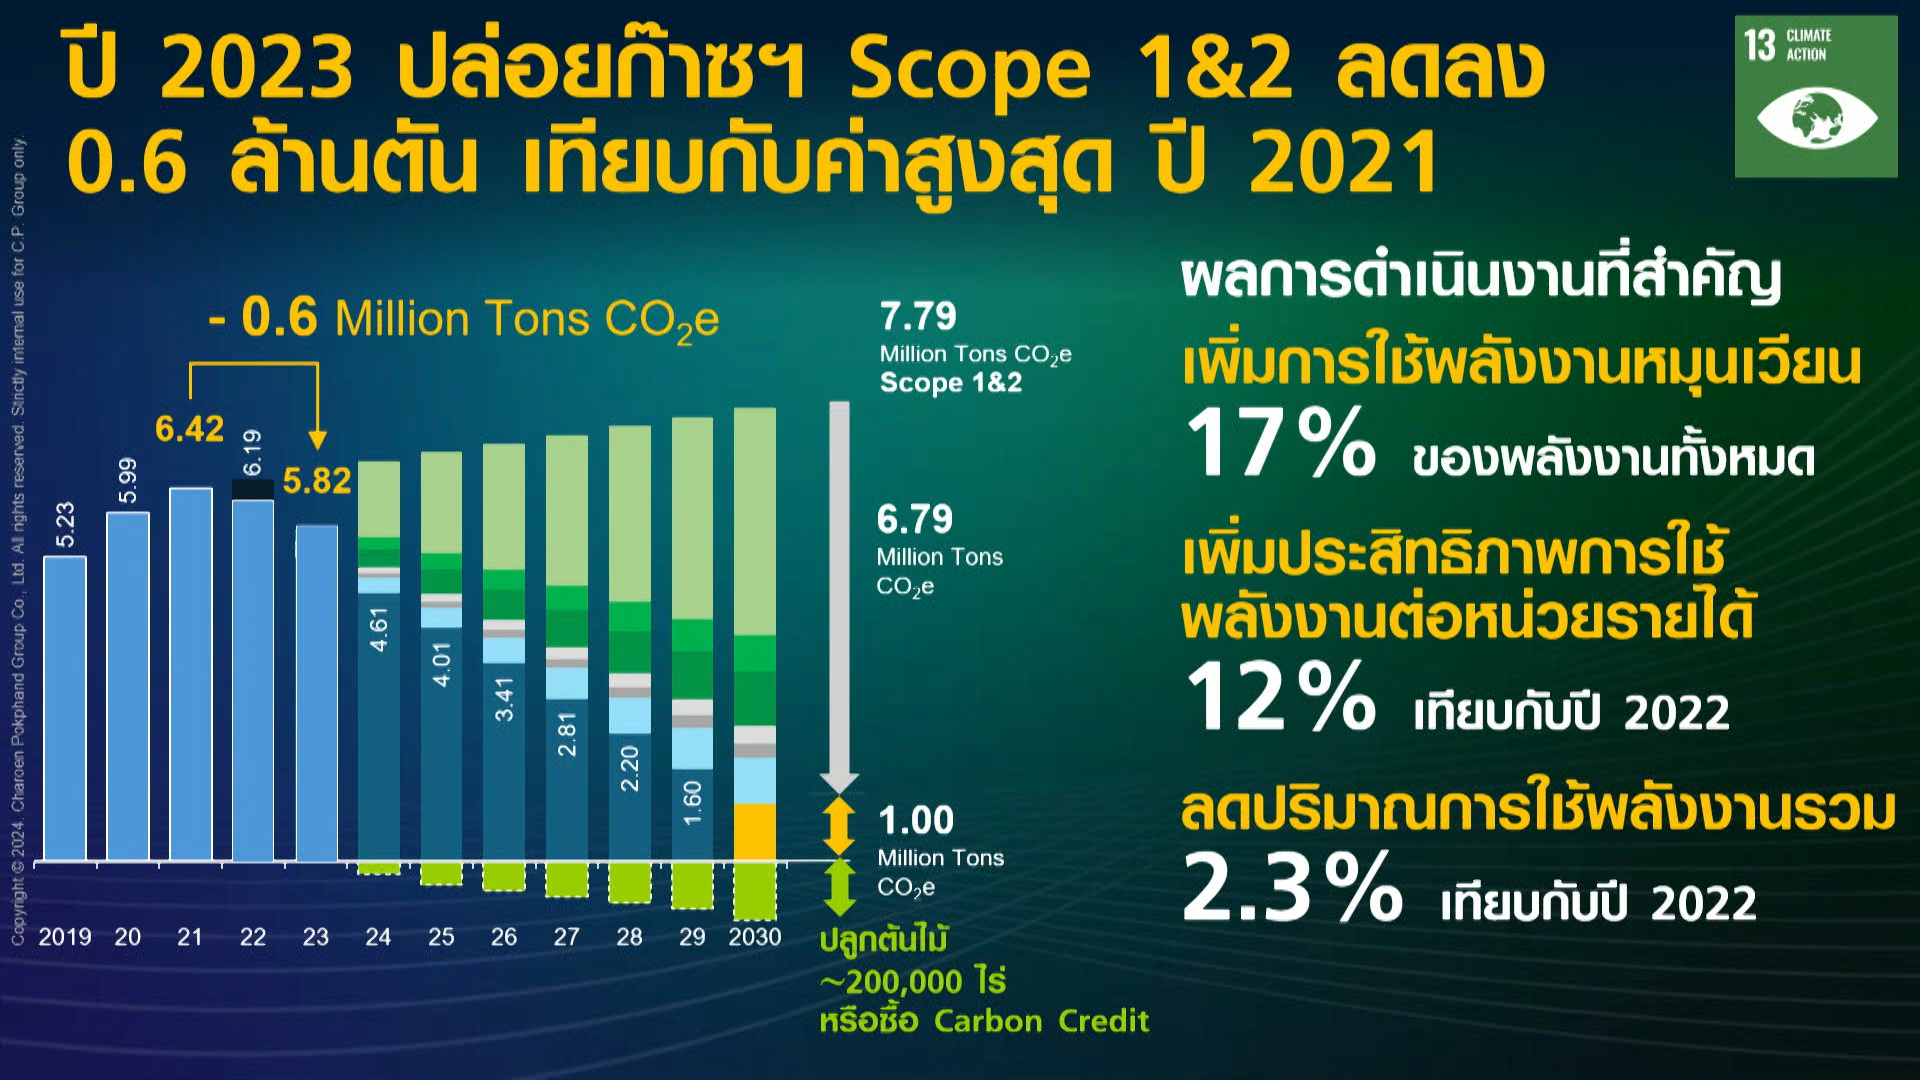 ปี 2023 ปล่อยก๊าซฯ Scope 1&2 ลดลง
0.6 ล้านตัน เทียบกับค่าสูงสุด ปี 2021
13 CLIMATE
ACTION
Copyright © 2024. Charoen Pokphand Group Co., Ltd. All rights reserved. Strictly internal use for C.P. Group only.
- 0.6 Million Tons CO₂e
5.23
5.99
6.42
6.19
5.82
4.61
4.01
3.41
2.81
2.20
1.60
2019 20 21 22 23 24 25 26 27 28 29 2030
7.79
Million Tons CO₂e
Scope 1&2
6.79
Million Tons
CO₂e
1.00
Million Tons
CO₂e
ปลูกต้นไม้
~200,000 ไร่
หรือซื้อ Carbon Credit
ผลการดำเนินงานที่สำคัญ
เพิ่มการใช้พลังงานหมุนเวียน
17% ของพลังงานทั้งหมด
เพิ่มประสิทธิภาพการใช้
พลังงานต่อหน่วยรายได้
12% เทียบกับปี 2022
ลดปริมาณการใช้พลังงานรวม
2.3% เทียบกับปี 2022